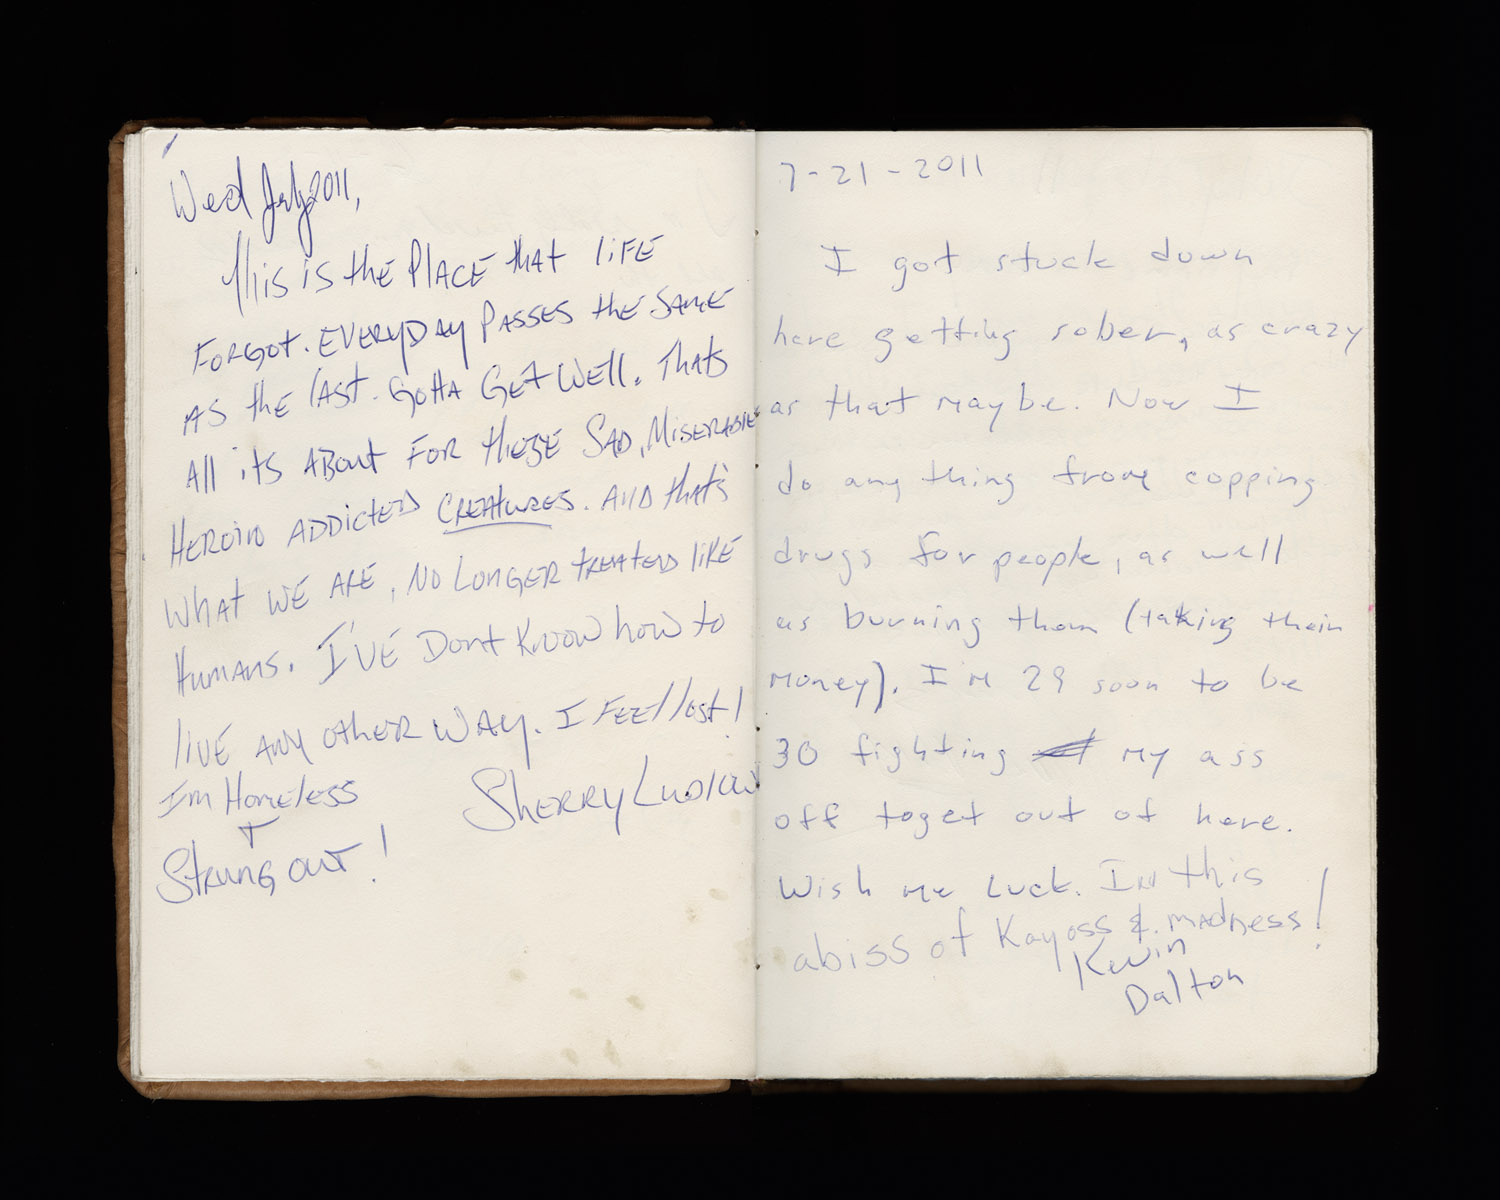 Wed July 2011,
This is the Place that life
Forgot. Everyday Passes the Same
as the last. Gotta Get Well. Thats
all its about for these Sad, Miserable
Heroin addicted creatures. And that's
what we are, no longer treated like
Humans. I've Dont Know how to
live any other way. I feel lost!
I'm Homeless
+
Strung out!
Sherry Ludlow
7-21-2011
I got stuck down
here getting sober, as crazy
as that maybe. Now I
do any thing from copping
drugs for people, as well
as burning them (taking their
money). I'm 29 soon to be
30 fighting my ass
off toget out of here.
Wish me Luck. In this
abiss of Kayoss &. madness!
Kevin
Dalton